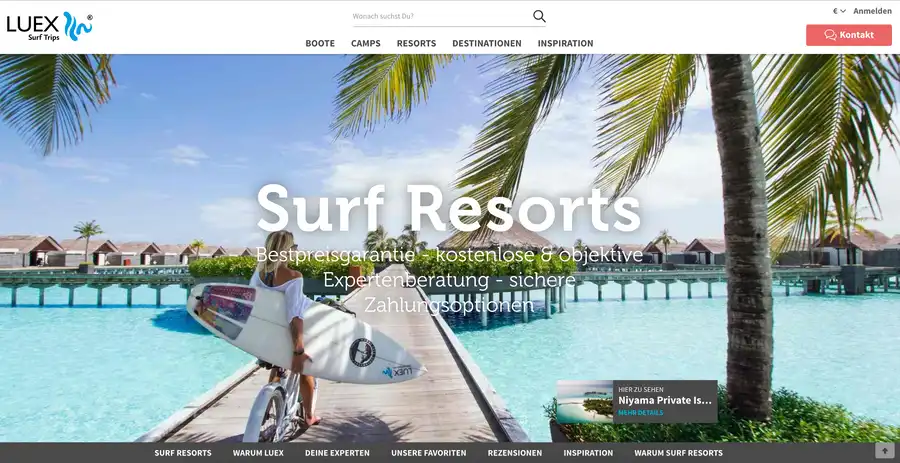 LUEX®
Surf Trips
Wonach suchst Du?
€
Anmelden
Kontakt
BOOTE
CAMPS
RESORTS
DESTINATIONEN
INSPIRATION
Surf Resorts
Bestpreisgarantie - kostenlose & objektive
Expertenberatung - sichere
Zahlungsoptionen
LUEX
HIER ZU SEHEN
Niyama Private Is...
MEHR DETAILS
SURF RESORTS
WARUM LUEX
DEINE EXPERTEN
UNSERE FAVORITEN
REZENSIONEN
INSPIRATION
WARUM SURF RESORTS